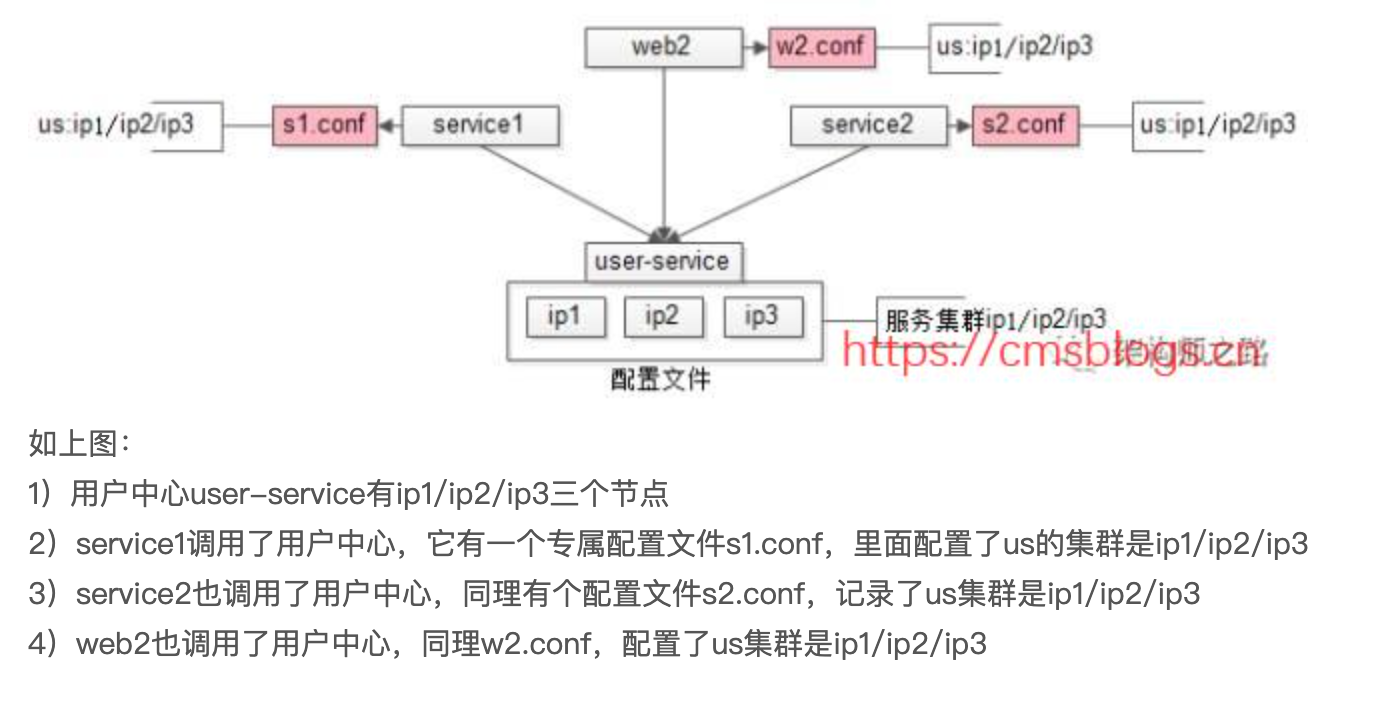 web2
w2.conf
us:ip1/ip2/ip3
us:ip1/ip2/ip3
s1.conf
service1
service2
s2.conf
us:ip1/ip2/ip3
user-service
ip1
ip2
ip3
服务集群ip1/ip2/ip3
https://cmsblogs.cn
架构师之路
配置文件
如上图：
1）用户中心user-service有ip1/ip2/ip3三个节点
2）service1调用了用户中心，它有一个专属配置文件s1.conf，里面配置了us的集群是ip1/ip2/ip3
3）service2也调用了用户中心，同理有个配置文件s2.conf，记录了us集群是ip1/ip2/ip3
4）web2也调用了用户中心，同理w2.conf，配置了us集群是ip1/ip2/ip3